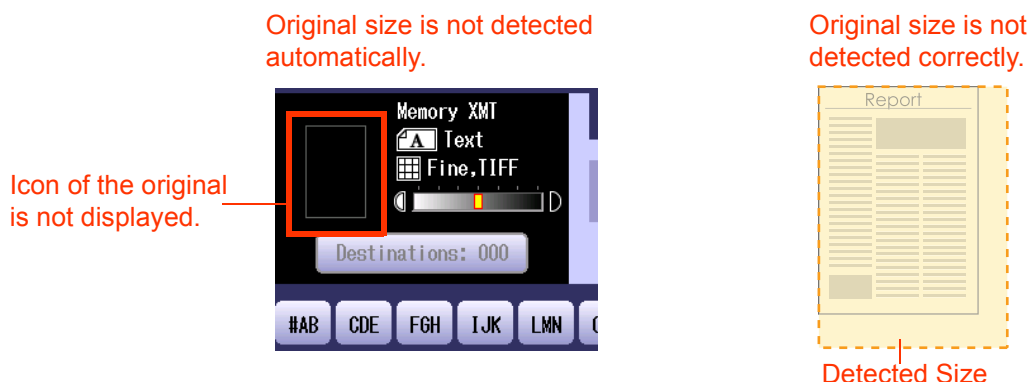 Original size is not detected
automatically.
Icon of the original
is not displayed.
Memory XMT
A Text
Fine,TIFF
Destinations: 000
#AB CDE FGH IJK LMN
Original size is not
detected correctly.
Report
Detected Size